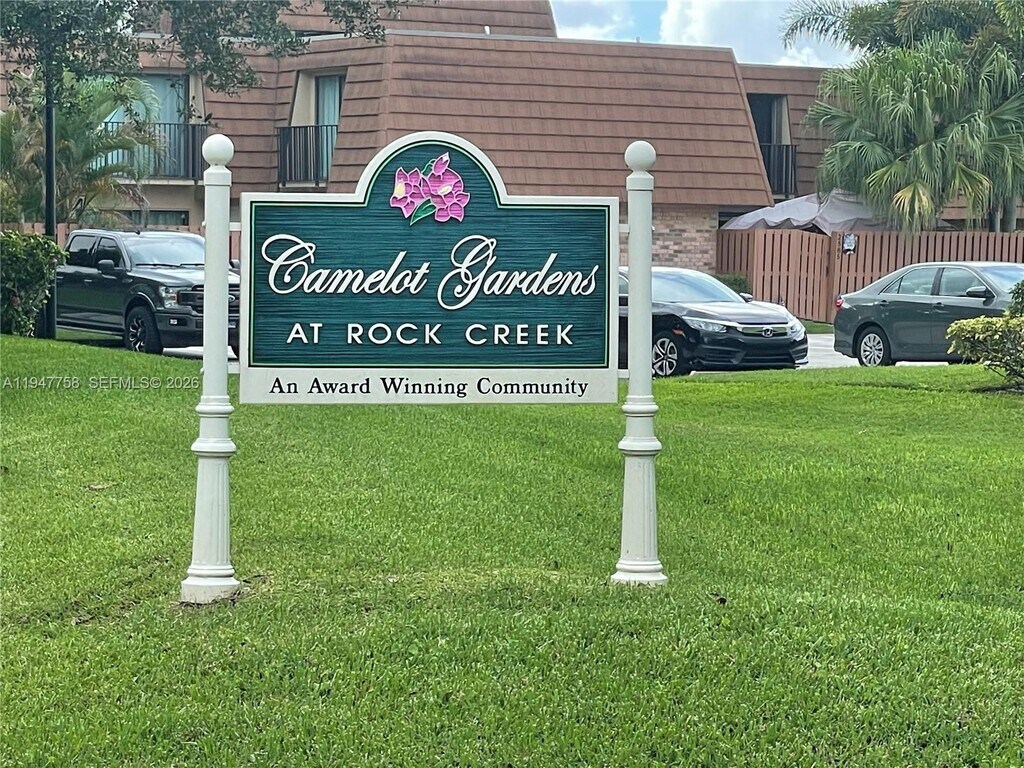 Camelot Gardens
AT ROCK CREEK
An Award Winning Community
A11947758 SEFMLS© 2026